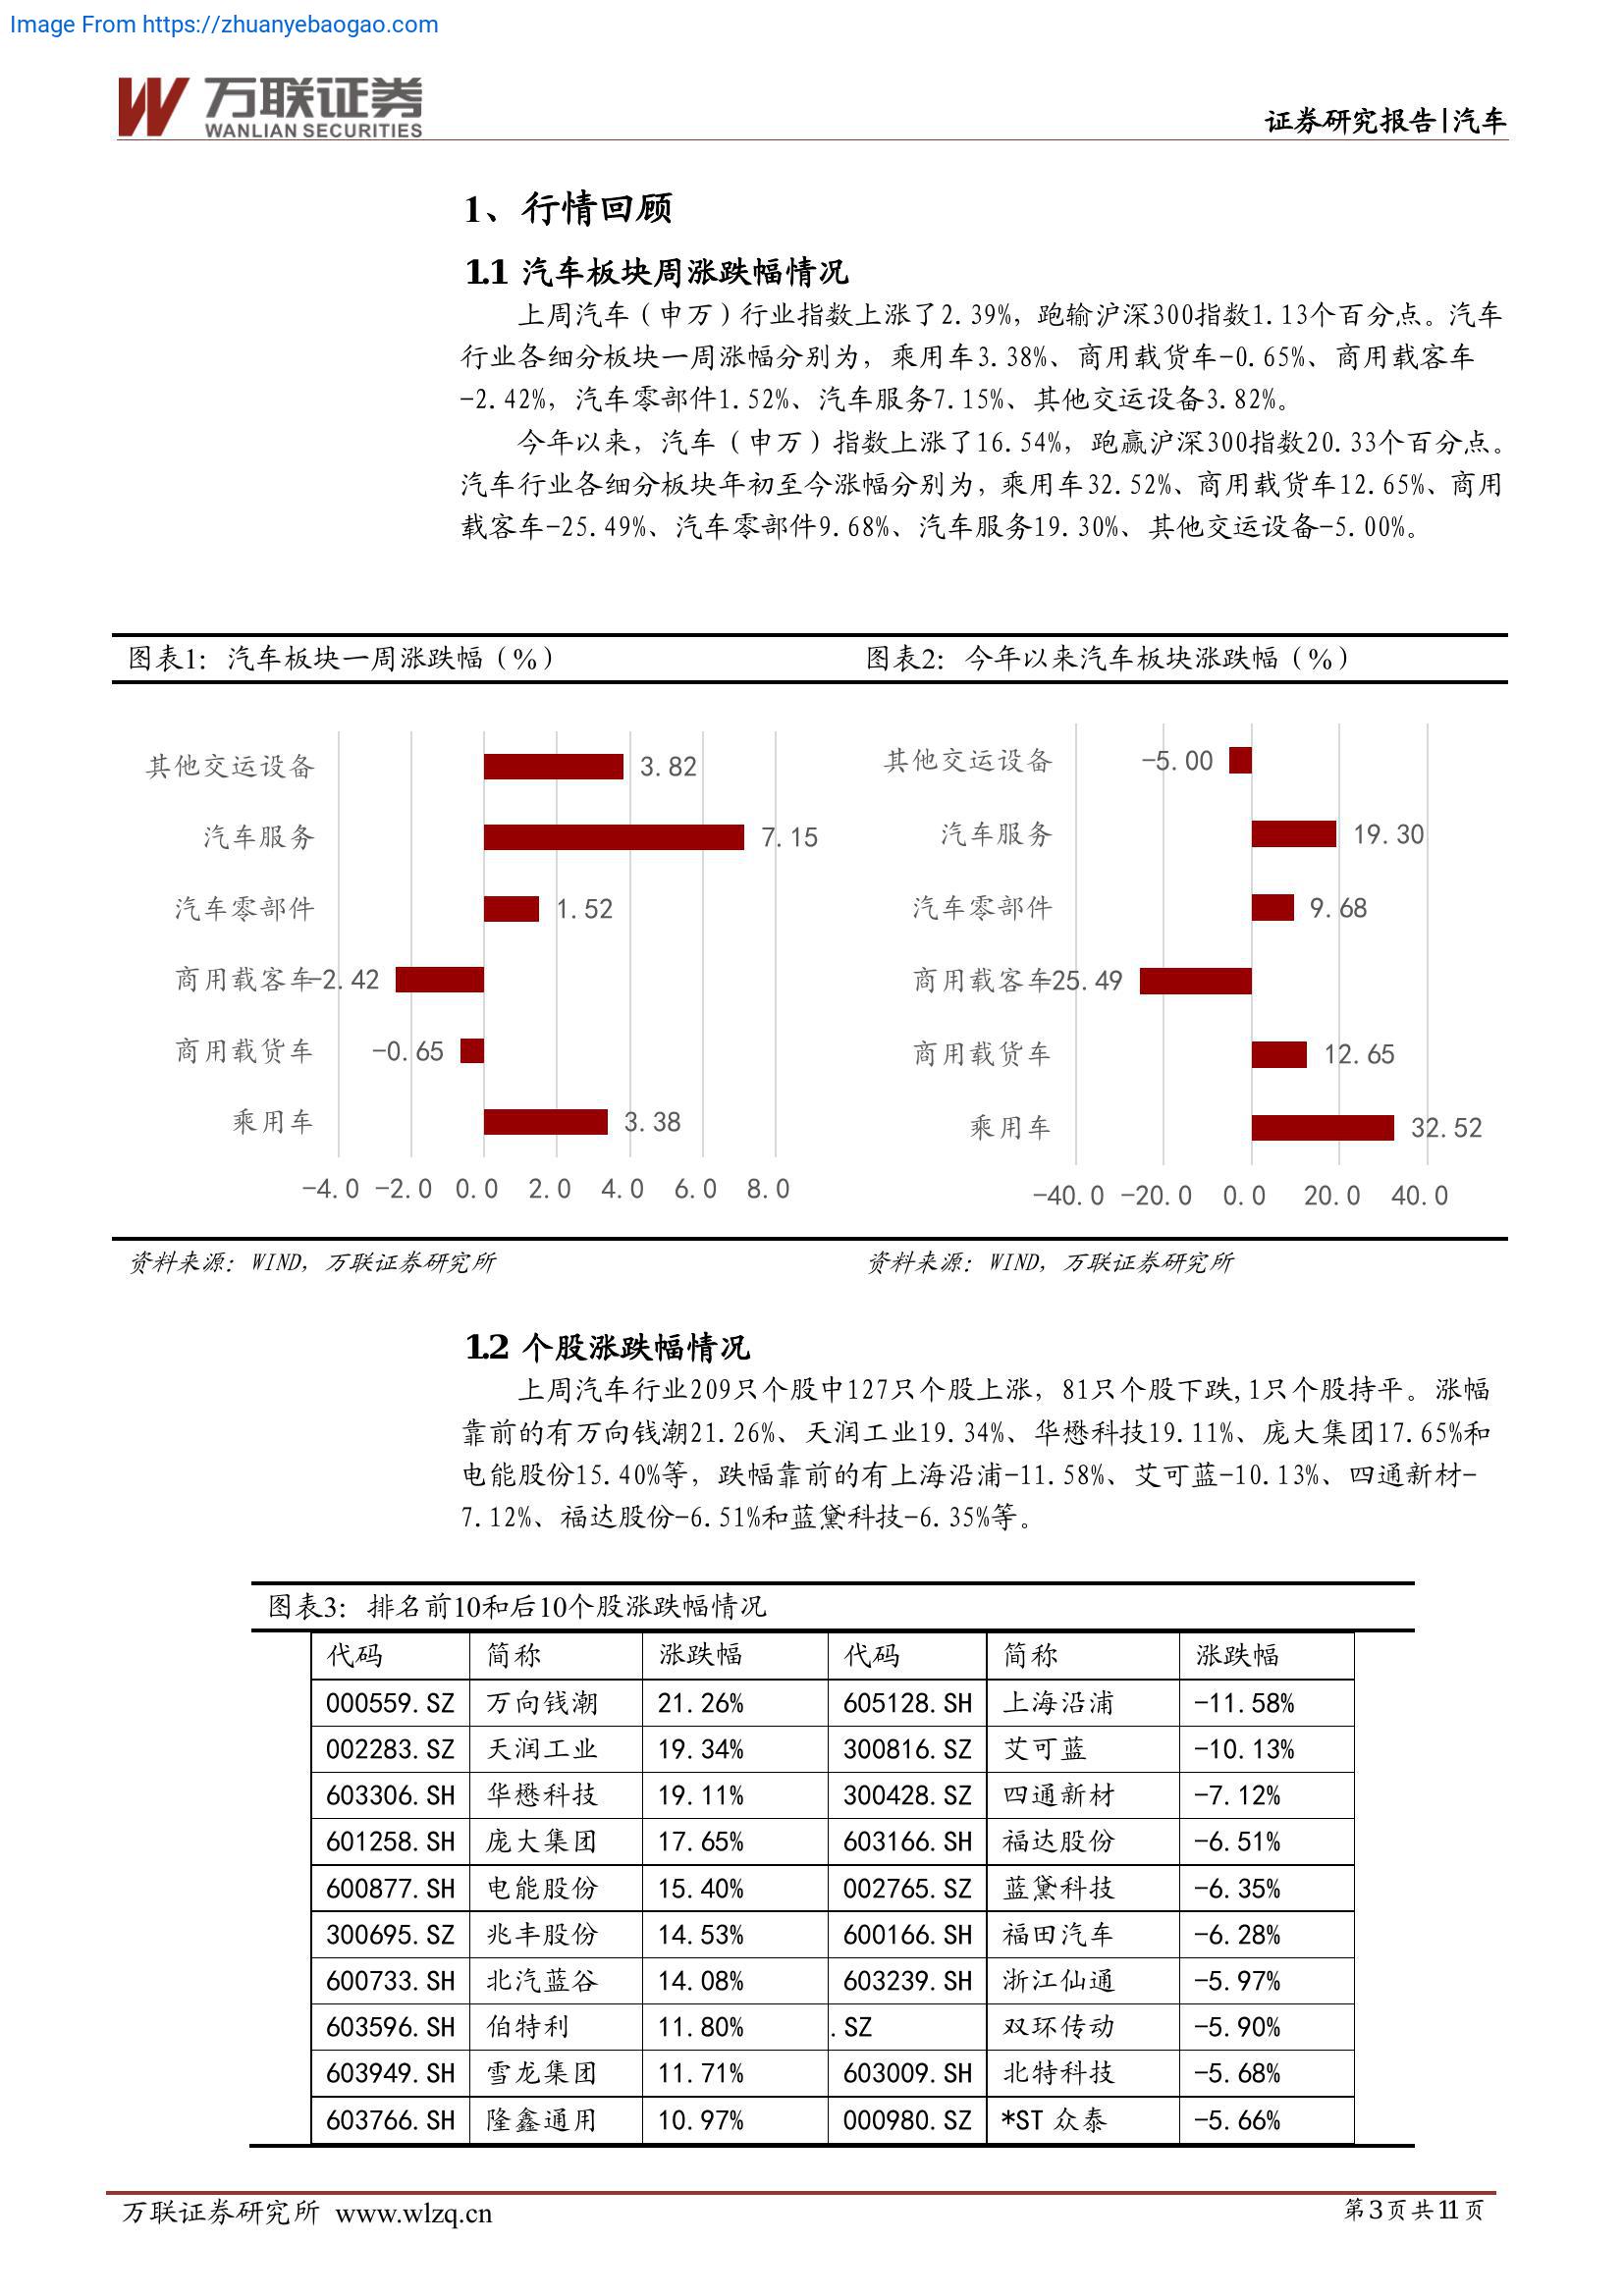 Image From https://zhuanyebaogao.com
万联证券
WANLIAN SECURITIES
证券研究报告|汽车
1、行情回顾
1.1 汽车板块周涨跌幅情况
上周汽车（申万）行业指数上涨了2.39%，跑输沪深300指数1.13个百分点。汽车
行业各细分板块一周涨幅分别为，乘用车3.38%、商用载货车-0.65%、商用载客车
-2.42%，汽车零部件1.52%、汽车服务7.15%、其他交运设备3.82%。
今年以来，汽车（申万）指数上涨了16.54%，跑赢沪深300指数20.33个百分点。
汽车行业各细分板块年初至今涨幅分别为，乘用车32.52%、商用载货车12.65%、商用
载客车-25.49%、汽车零部件9.68%、汽车服务19.30%、其他交运设备-5.00%。
图表1：汽车板块一周涨跌幅（%）
其他交运设备 3.82
汽车服务 7.15
汽车零部件 1.52
商用载客车 -2.42
商用载货车 -0.65
乘用车 3.38
-4.0 -2.0 0.0 2.0 4.0 6.0 8.0
资料来源：WIND，万联证券研究所
图表2：今年以来汽车板块涨跌幅（%）
其他交运设备 -5.00
汽车服务 19.30
汽车零部件 9.68
商用载客车 -25.49
商用载货车 12.65
乘用车 32.52
-40.0 -20.0 0.0 20.0 40.0
资料来源：WIND，万联证券研究所
1.2 个股涨跌幅情况
上周汽车行业209只个股中127只个股上涨，81只个股下跌,1只个股持平。涨幅
靠前的有万向钱潮21.26%、天润工业19.34%、华懋科技19.11%、庞大集团17.65%和
电能股份15.40%等，跌幅靠前的有上海沿浦-11.58%、艾可蓝-10.13%、四通新材-
7.12%、福达股份-6.51%和蓝黛科技-6.35%等。
图表3：排名前10和后10个股涨跌幅情况
代码 简称 涨跌幅 代码 简称 涨跌幅
000559.SZ 万向钱潮 21.26% 605128.SH 上海沿浦 -11.58%
002283.SZ 天润工业 19.34% 300816.SZ 艾可蓝 -10.13%
603306.SH 华懋科技 19.11% 300428.SZ 四通新材 -7.12%
601258.SH 庞大集团 17.65% 603166.SH 福达股份 -6.51%
600877.SH 电能股份 15.40% 002765.SZ 蓝黛科技 -6.35%
300695.SZ 兆丰股份 14.53% 600166.SH 福田汽车 -6.28%
600733.SH 北汽蓝谷 14.08% 603239.SH 浙江仙通 -5.97%
603596.SH 伯特利 11.80% .SZ 双环传动 -5.90%
603949.SH 雪龙集团 11.71% 603009.SH 北特科技 -5.68%
603766.SH 隆鑫通用 10.97% 000980.SZ *ST 众泰 -5.66%
万联证券研究所 www.wlzq.cn
第3页共11页